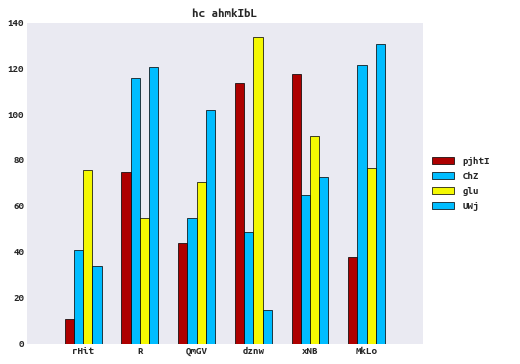 hc ahmkIbL
140
120
100
80
60
40
20
0
rHit R QmGV dznw xNB MkLo
pjhtI
ChZ
glu
UWj